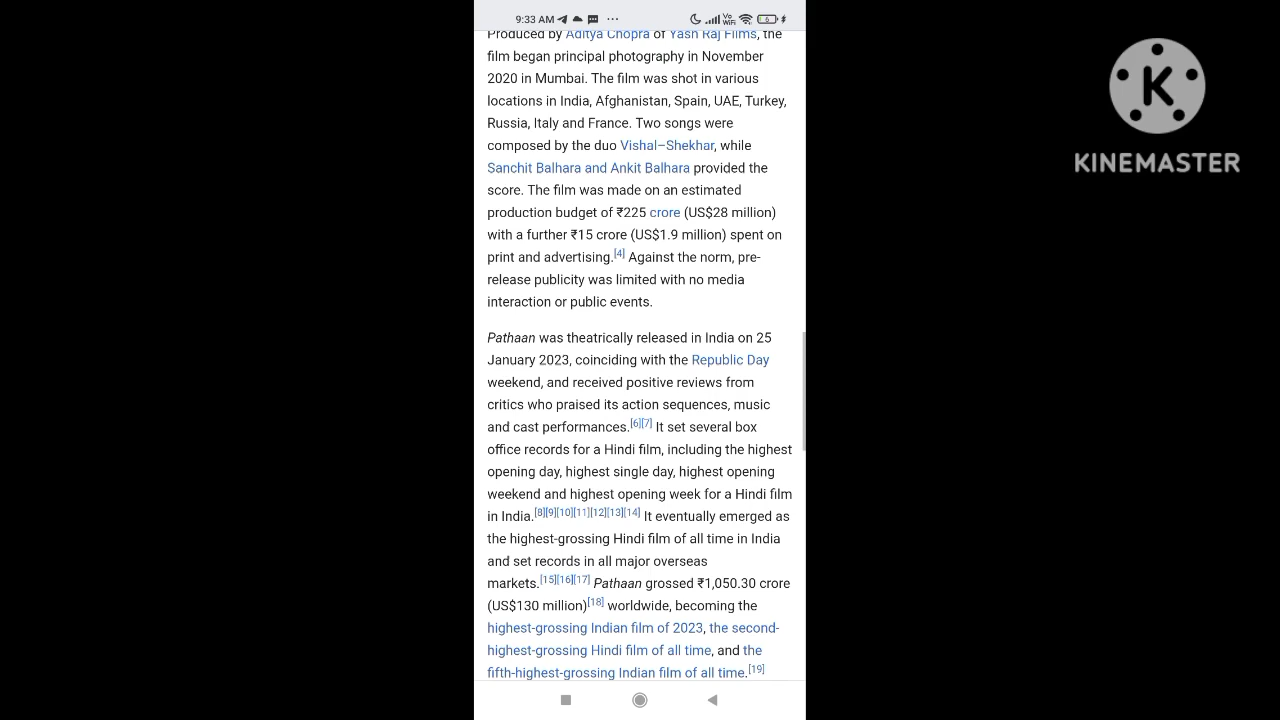 9:33 AM
Vo
WiFi
6
Produced by Aditya Chopra of Yash Raj Films, the
film began principal photography in November
2020 in Mumbai. The film was shot in various
locations in India, Afghanistan, Spain, UAE, Turkey,
Russia, Italy and France. Two songs were
composed by the duo Vishal–Shekhar, while
Sanchit Balhara and Ankit Balhara provided the
score. The film was made on an estimated
production budget of ₹225 crore (US$28 million)
with a further ₹15 crore (US$1.9 million) spent on
print and advertising.[4] Against the norm, pre-
release publicity was limited with no media
interaction or public events.
Pathaan was theatrically released in India on 25
January 2023, coinciding with the Republic Day
weekend, and received positive reviews from
critics who praised its action sequences, music
and cast performances.[6][7] It set several box
office records for a Hindi film, including the highest
opening day, highest single day, highest opening
weekend and highest opening week for a Hindi film
in India.[8][9][10][11][12][13][14] It eventually emerged as
the highest-grossing Hindi film of all time in India
and set records in all major overseas
markets.[15][16][17] Pathaan grossed ₹1,050.30 crore
(US$130 million)[18] worldwide, becoming the
highest-grossing Indian film of 2023, the second-
highest-grossing Hindi film of all time, and the
fifth-highest-grossing Indian film of all time.[19]
K
KINEMASTER